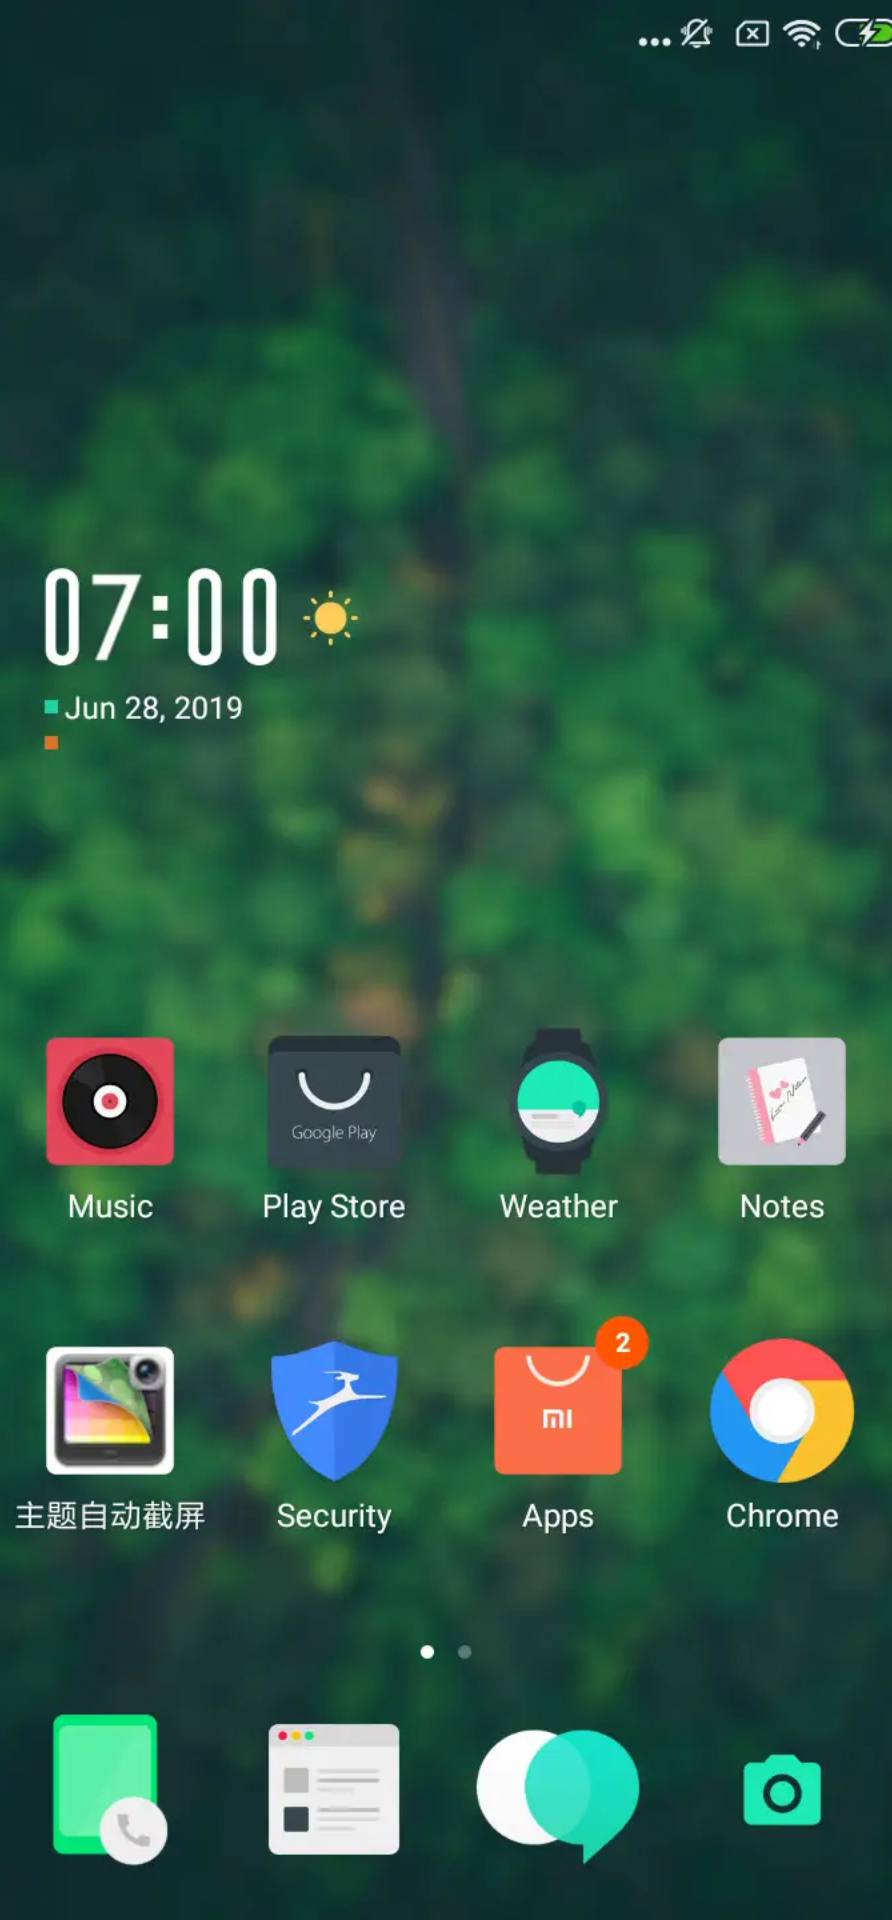 07:00
Jun 28, 2019
Google Play
Music
Play Store
Weather
Notes
2
mi
主题自动截屏
Security
Apps
Chrome